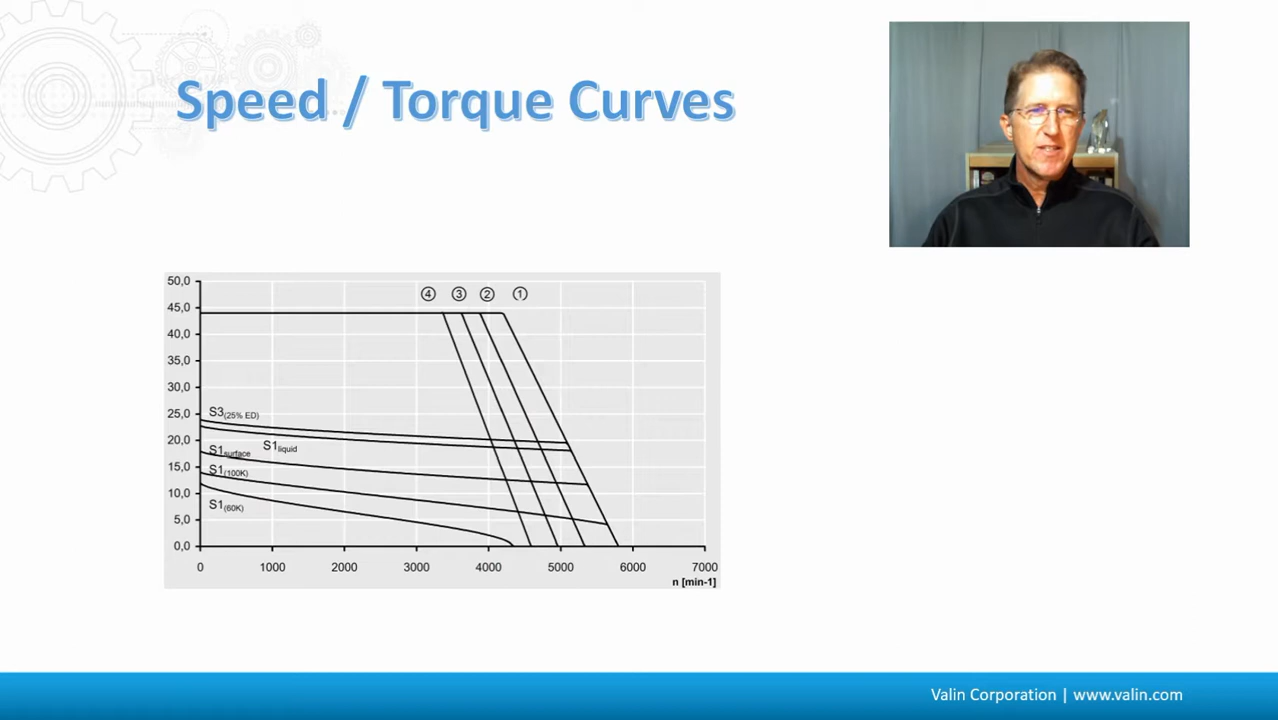 Speed / Torque Curves
50,0
④ ③ ② ①
45,0
40,0
35,0
30,0
25,0
S3(25% ED)
20,0
S1liquid
S1surface
15,0
S1(100K)
10,0
S1(60K)
5,0
0,0
0 1000 2000 3000 4000 5000 6000 7000
n [min-1]
Valin Corporation | www.valin.com